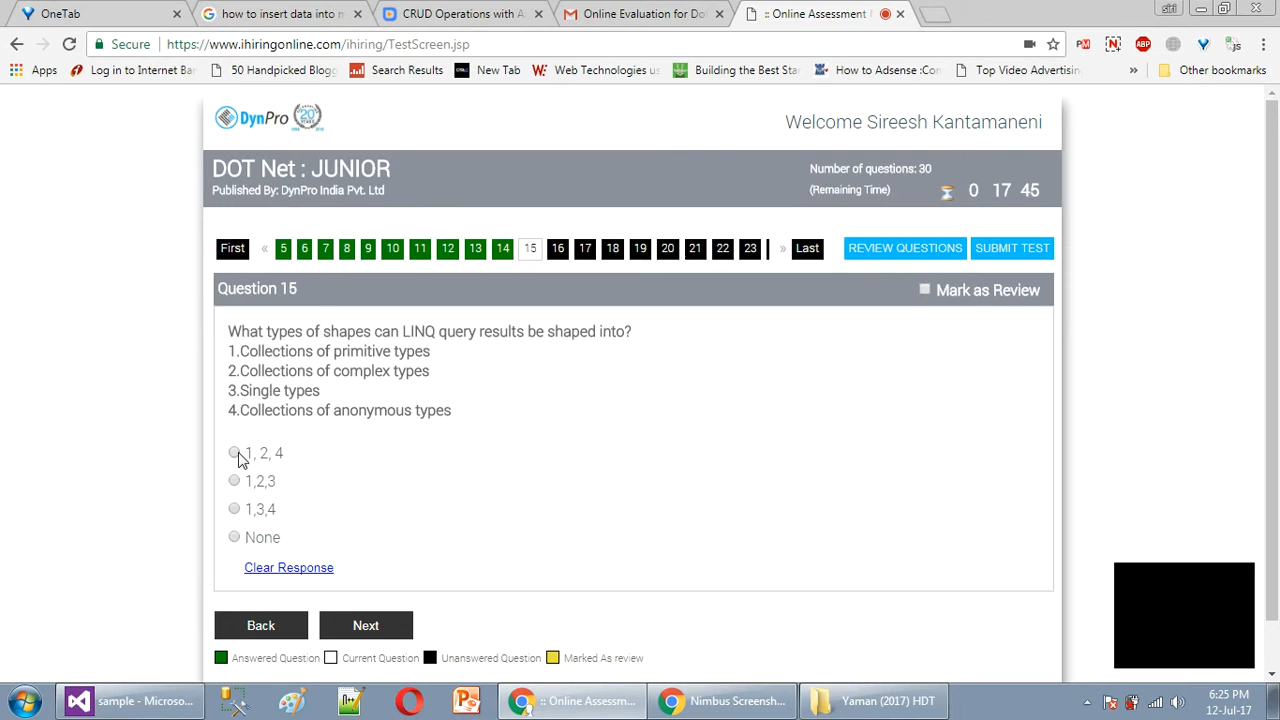 OneTab
how to insert data into m
CRUD Operations with A
Online Evaluation for Dot
:: Online Assessment
siri
Secure
https://www.ihiringonline.com/ihiring/TestScreen.jsp
Apps
Log in to Internet Ba
50 Handpicked Blog
Search Results
New Tab
Web Technologies us
Building the Best Sta
How to Adsense :Con
Top Video Advertisin
»
Other bookmarks
DynPro
20
Welcome Sireesh Kantamaneni
DOT Net : JUNIOR
Published By: DynPro India Pvt. Ltd
Number of questions: 30
(Remaining Time)
0 17 45
First « 5 6 7 8 9 10 11 12 13 14 15 16 17 18 19 20 21 22 23 » Last
REVIEW QUESTIONS
SUBMIT TEST
Question 15
Mark as Review
What types of shapes can LINQ query results be shaped into?
1.Collections of primitive types
2.Collections of complex types
3.Single types
4.Collections of anonymous types
1, 2, 4
1,2,3
1,3,4
None
Clear Response
Back
Next
Answered Question
Current Question
Unanswered Question
Marked As review
sample - Microso...
:: Online Assessm...
Nimbus Screensh...
Yaman (2017) HDT
6:25 PM
12-Jul-17